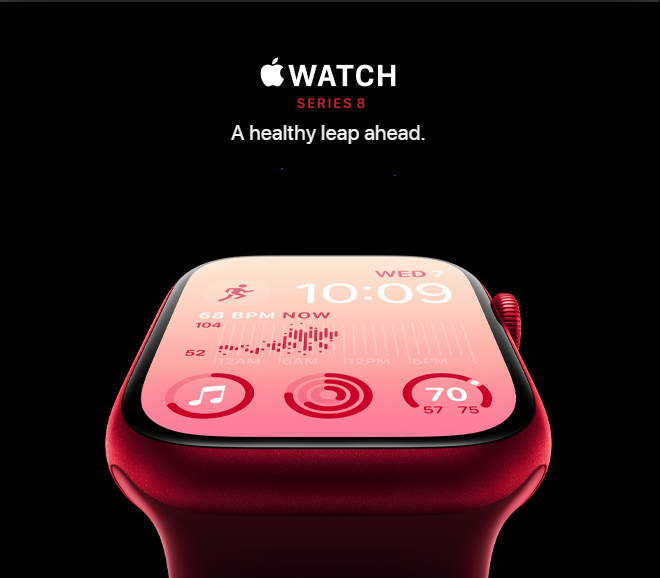 WATCH
SERIES 8
A healthy leap ahead.
WED 7
10:09
68 BPM NOW
104
52
12AM 6AM 12PM 6PM
70
57 75